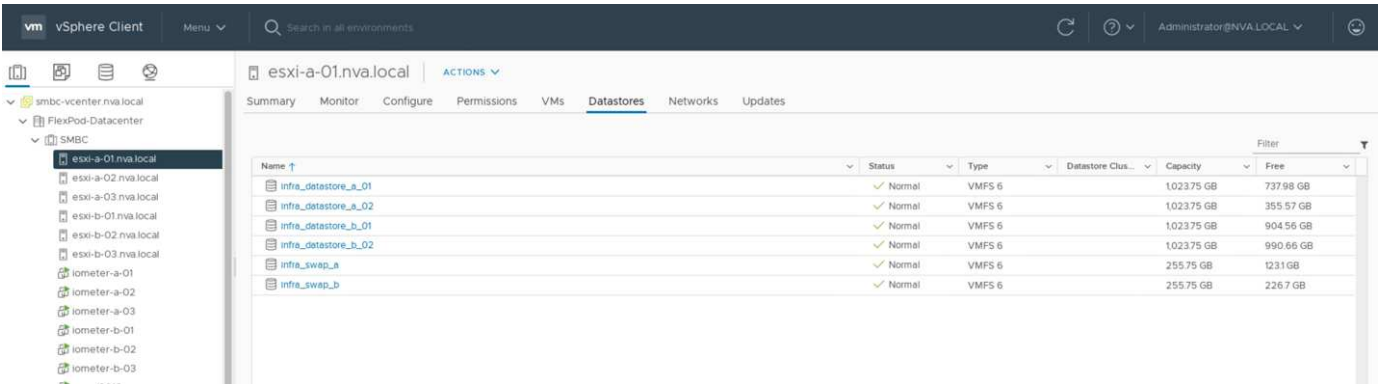 vm vSphere Client Menu Search in all environments Administrator@NVA.LOCAL
esxi-a-01.nva.local ACTIONS
Summary Monitor Configure Permissions VMs Datastores Networks Updates
smbc-vcenter.nva.local
FlexPod-Datacenter
SMBC
esxi-a-01.nva.local
esxi-a-02.nva.local
esxi-a-03.nva.local
esxi-b-01.nva.local
esxi-b-02.nva.local
esxi-b-03.nva.local
iometer-a-01
iometer-a-02
iometer-a-03
iometer-b-01
iometer-b-02
iometer-b-03
Filter
Name Status Type Datastore Clus... Capacity Free
infra_datastore_a_01 Normal VMFS 6 1,023.75 GB 737.98 GB
infra_datastore_a_02 Normal VMFS 6 1,023.75 GB 355.57 GB
infra_datastore_b_01 Normal VMFS 6 1,023.75 GB 904.56 GB
infra_datastore_b_02 Normal VMFS 6 1,023.75 GB 990.66 GB
infra_swap_a Normal VMFS 6 255.75 GB 123.1 GB
infra_swap_b Normal VMFS 6 255.75 GB 226.7 GB